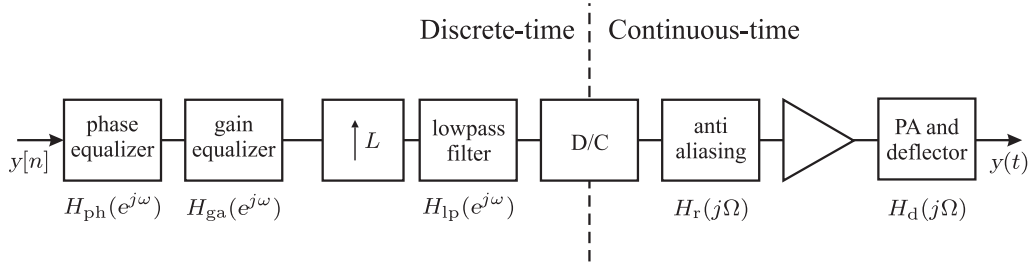 Discrete-time
Continuous-time
y[n]
phase
equalizer
H_ph(e^{jω})
gain
equalizer
H_ga(e^{jω})
↑ L
lowpass
filter
H_lp(e^{jω})
D/C
anti
aliasing
H_r(jΩ)
PA and
deflector
H_d(jΩ)
y(t)